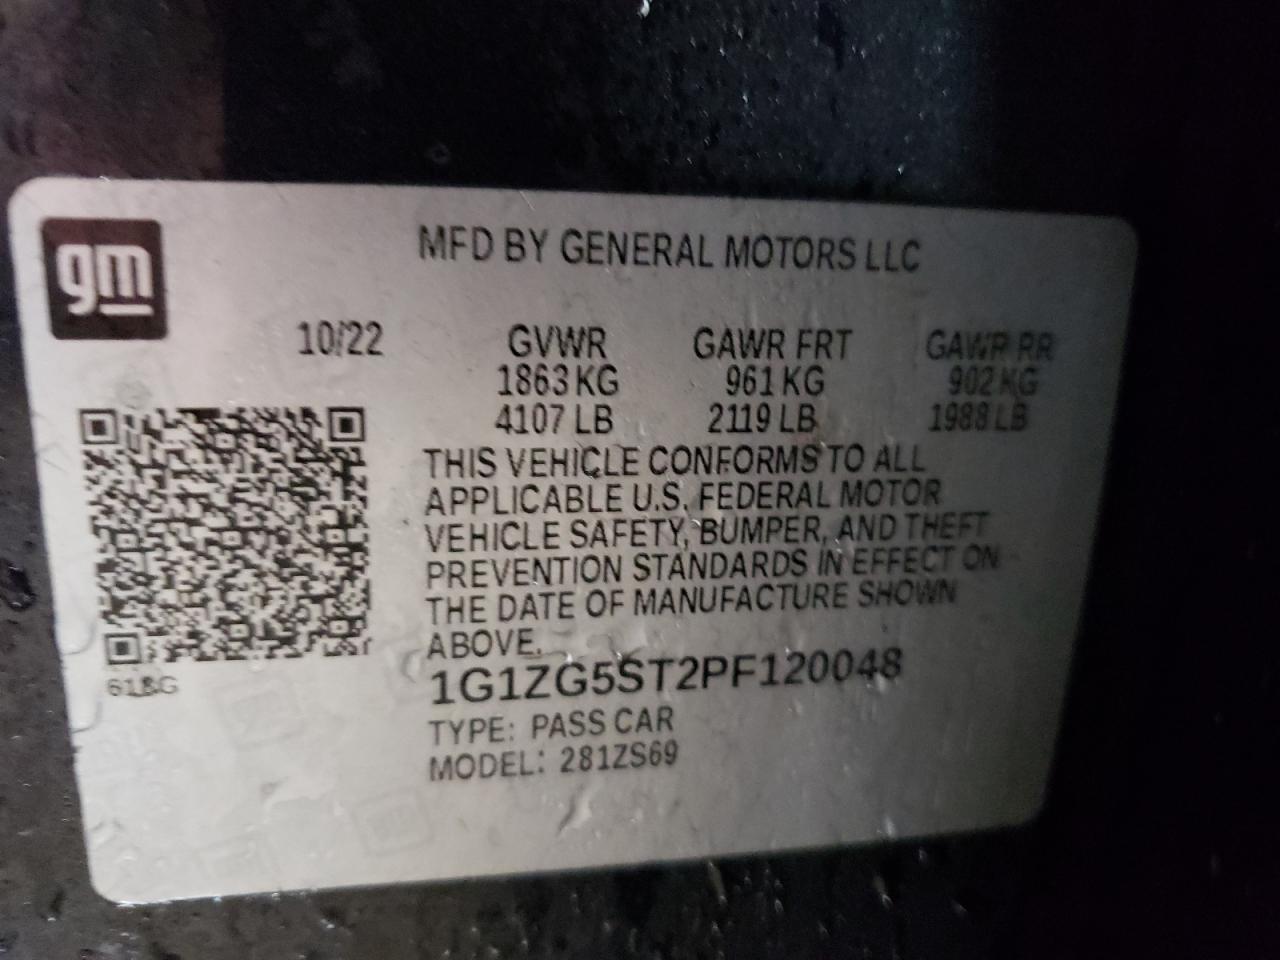 gm
MFD BY GENERAL MOTORS LLC
10/22 GVWR GAWR FRT GAWR RR
1863 KG 961 KG 902 KG
4107 LB 2119 LB 1988 LB
THIS VEHICLE CONFORMS TO ALL
APPLICABLE U.S. FEDERAL MOTOR
VEHICLE SAFETY, BUMPER, AND THEFT
PREVENTION STANDARDS IN EFFECT ON
THE DATE OF MANUFACTURE SHOWN
ABOVE.
1G1ZG5ST2PF120048
TYPE: PASS CAR
MODEL: 281ZS69